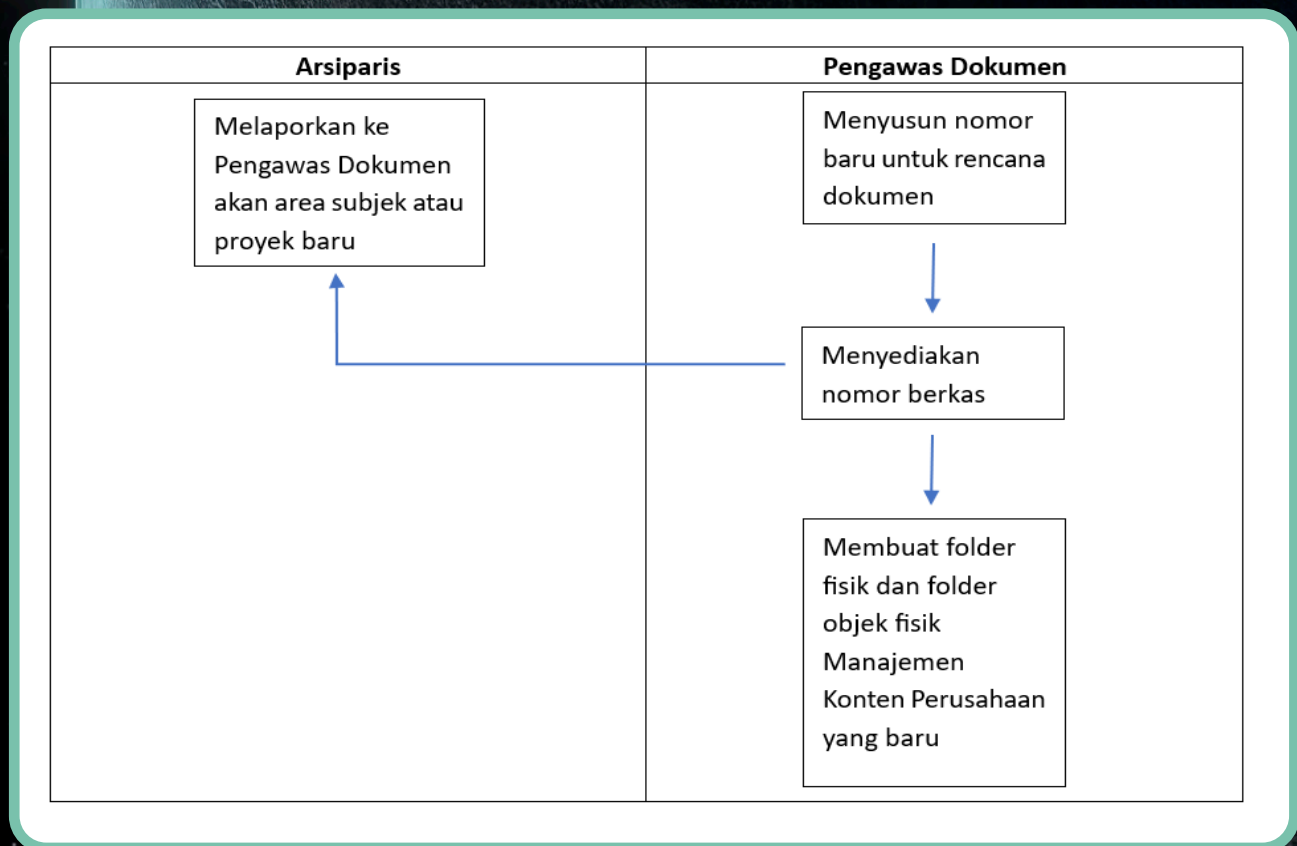 Arsiparis
Pengawas Dokumen
Melaporkan ke
Pengawas Dokumen
akan area subjek atau
proyek baru
Menyusun nomor
baru untuk rencana
dokumen
Menyediakan
nomor berkas
Membuat folder
fisik dan folder
objek fisik
Manajemen
Konten Perusahaan
yang baru